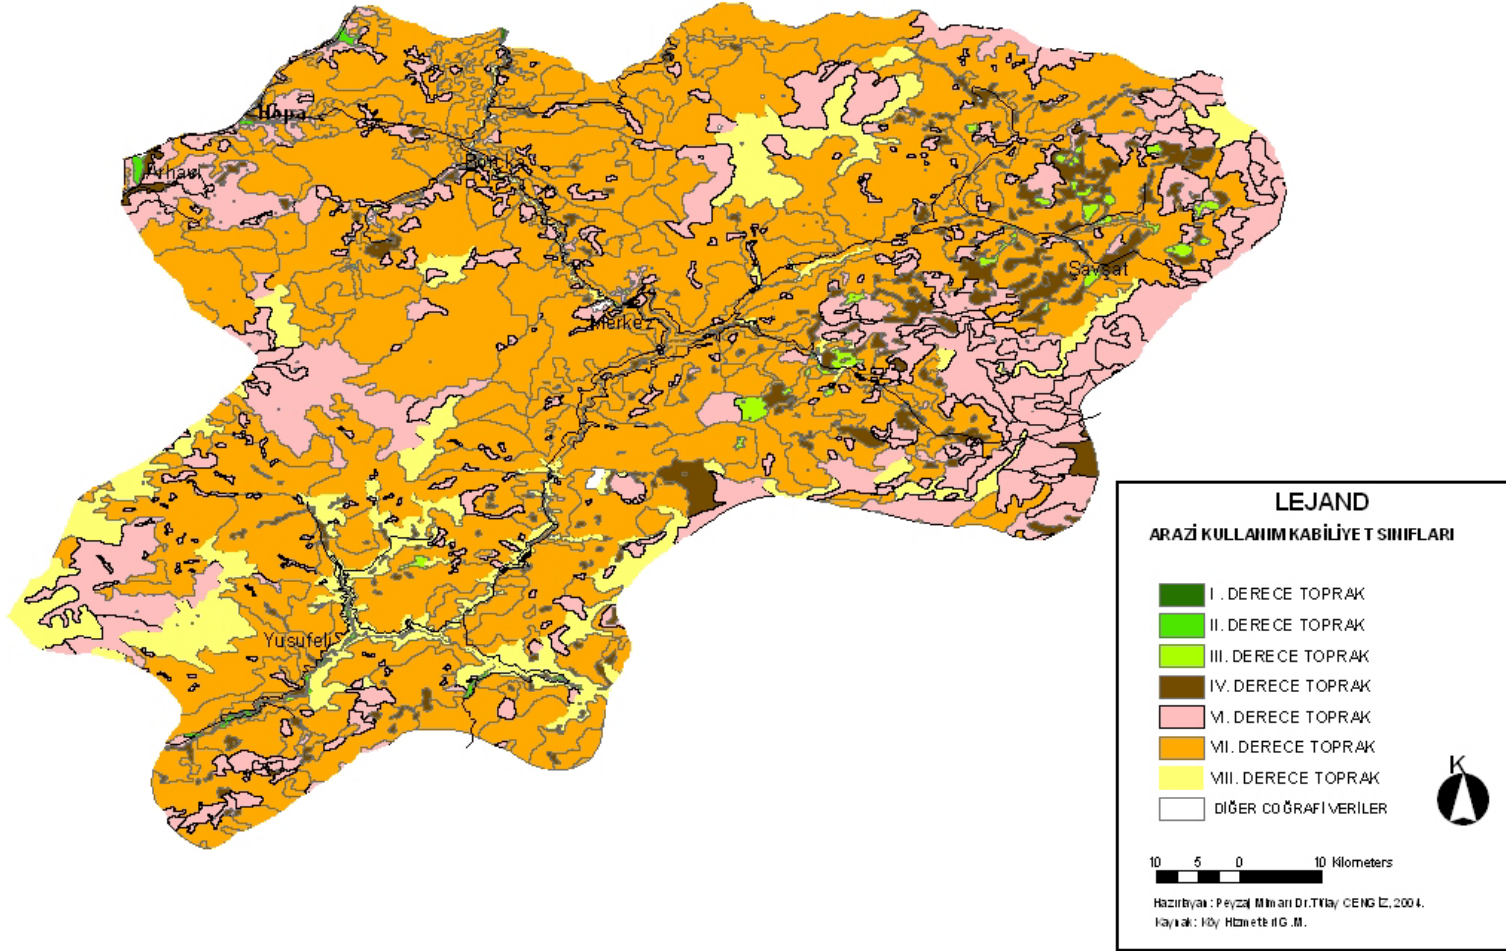 Hopa
Arhavi
Borçka
Şavşat
Merkez
Yusufeli
LEJAND
ARAZİ KULLANIM KABİLİYET SINIFLARI
I . DERECE TOPRAK
II. DERECE TOPRAK
III. DERECE TOPRAK
IV. DERECE TOPRAK
VI. DERECE TOPRAK
VII. DERECE TOPRAK
VIII. DERECE TOPRAK
DİĞER COĞRAFİ VERİLER
K
10 5 0 10 Kilometers
Hazırlayan : Peyzaj Mimarı Dr.Tülay CENGİZ, 2004.
Kaynak : Köy Hizmetleri G .M.